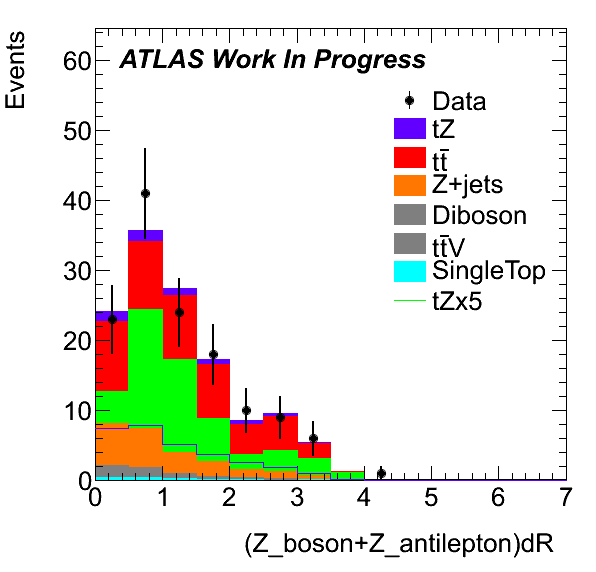 Events
60
50
40
30
20
10
0
ATLAS Work In Progress
Data
tZ
tt̄
Z+jets
Diboson
tt̄V
SingleTop
tZx5
0 1 2 3 4 5 6 7
(Z_boson+Z_antilepton)dR